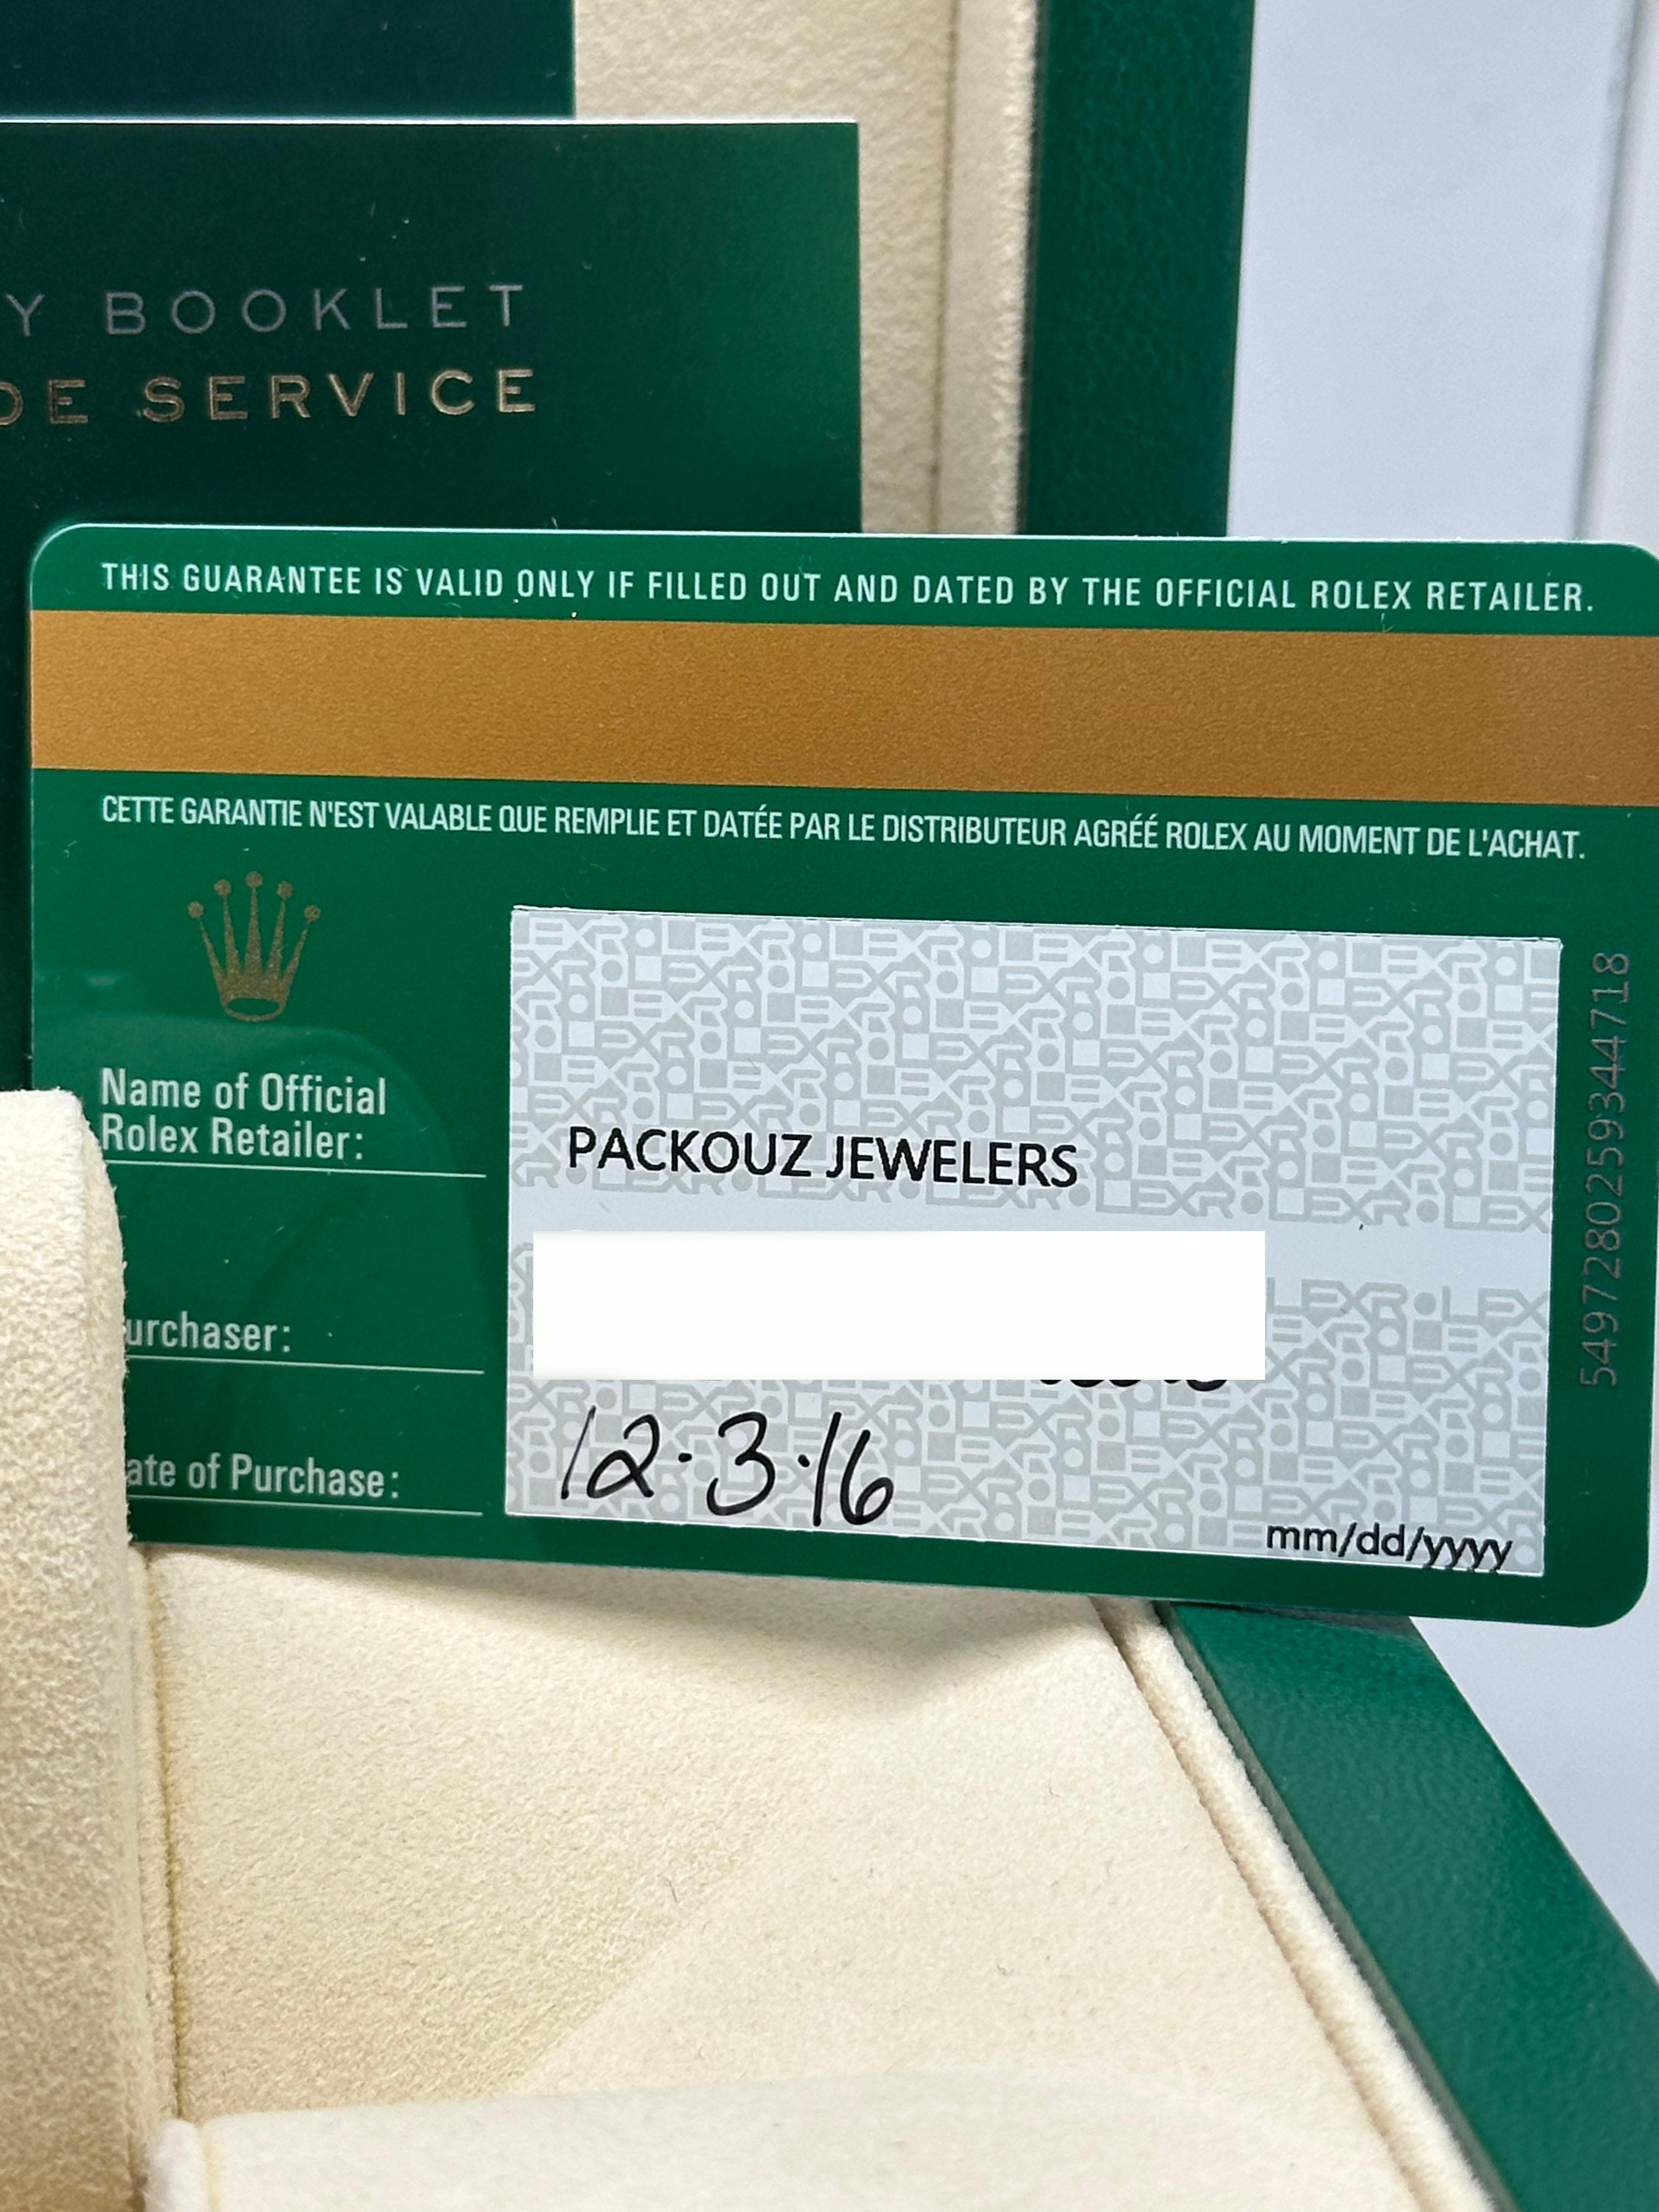 Y BOOKLET
DE SERVICE
THIS GUARANTEE IS VALID ONLY IF FILLED OUT AND DATED BY THE OFFICIAL ROLEX RETAILER.
CETTE GARANTIE N'EST VALABLE QUE REMPLIE ET DATÉE PAR LE DISTRIBUTEUR AGRÉÉ ROLEX AU MOMENT DE L'ACHAT.
Name of Official
Rolex Retailer:
PACKOUZ JEWELERS
urchaser:
ate of Purchase:
12·3·16
mm/dd/yyyy
5497280259344718